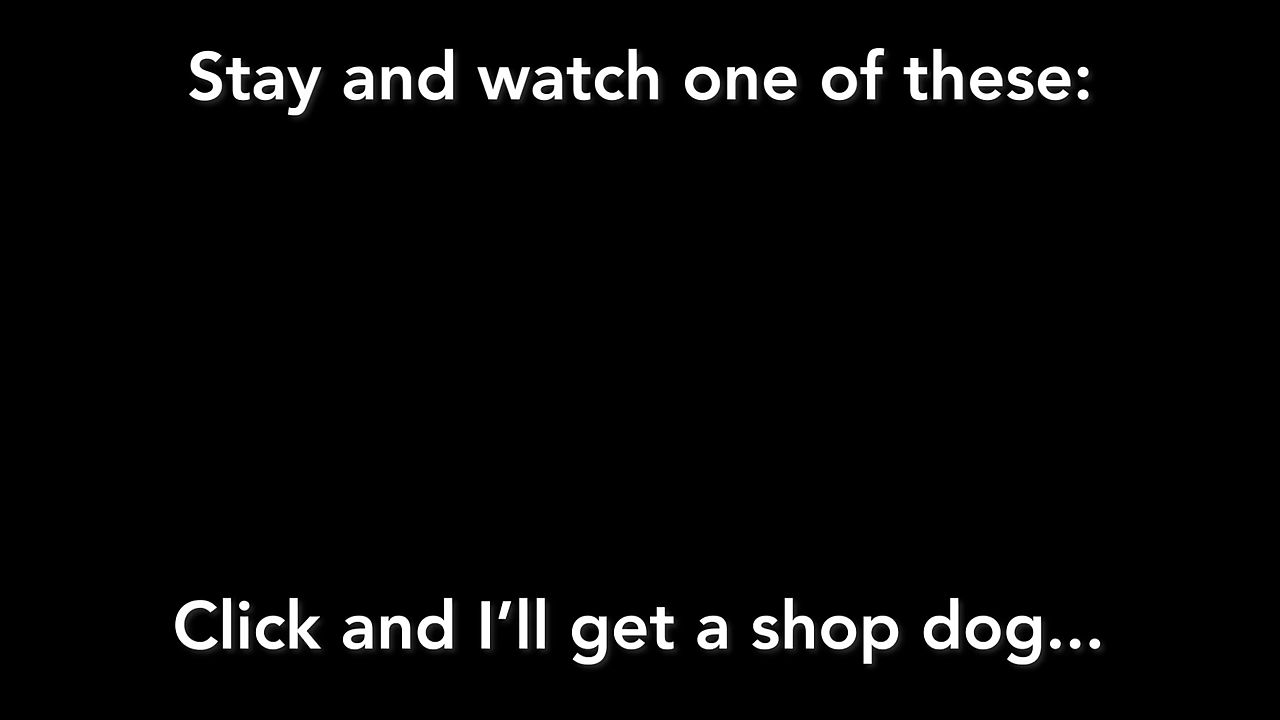 Stay and watch one of these:
Click and I’ll get a shop dog...